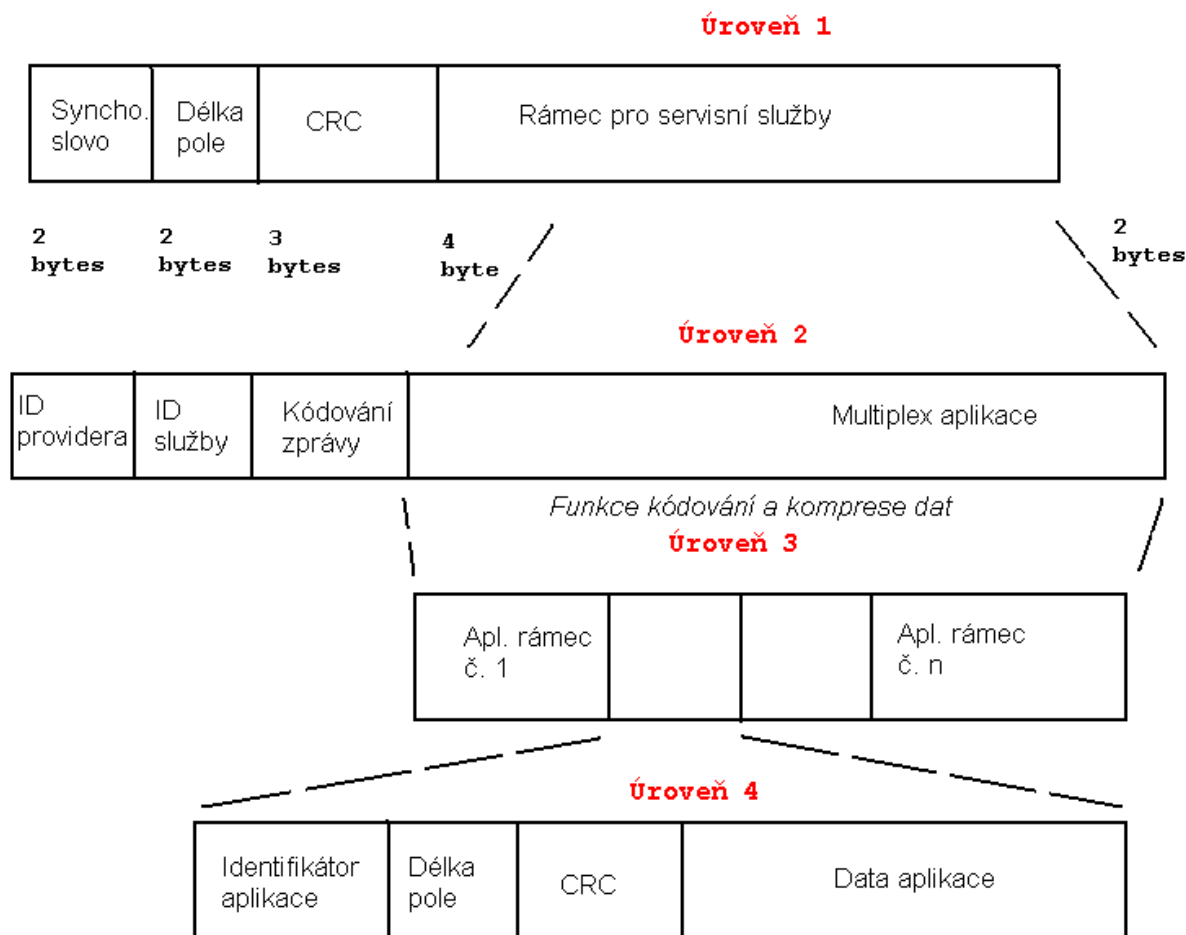 Úroveň 1
Syncho.
slovo
Délka
pole
CRC
Rámec pro servisní služby
2
bytes
2
bytes
3
bytes
4
byte
2
bytes
Úroveň 2
ID
providera
ID
služby
Kódování
zprávy
Multiplex aplikace
Funkce kódování a komprese dat
Úroveň 3
Apl. rámec
č. 1
Apl. rámec
č. n
Úroveň 4
Identifikátor
aplikace
Délka
pole
CRC
Data aplikace